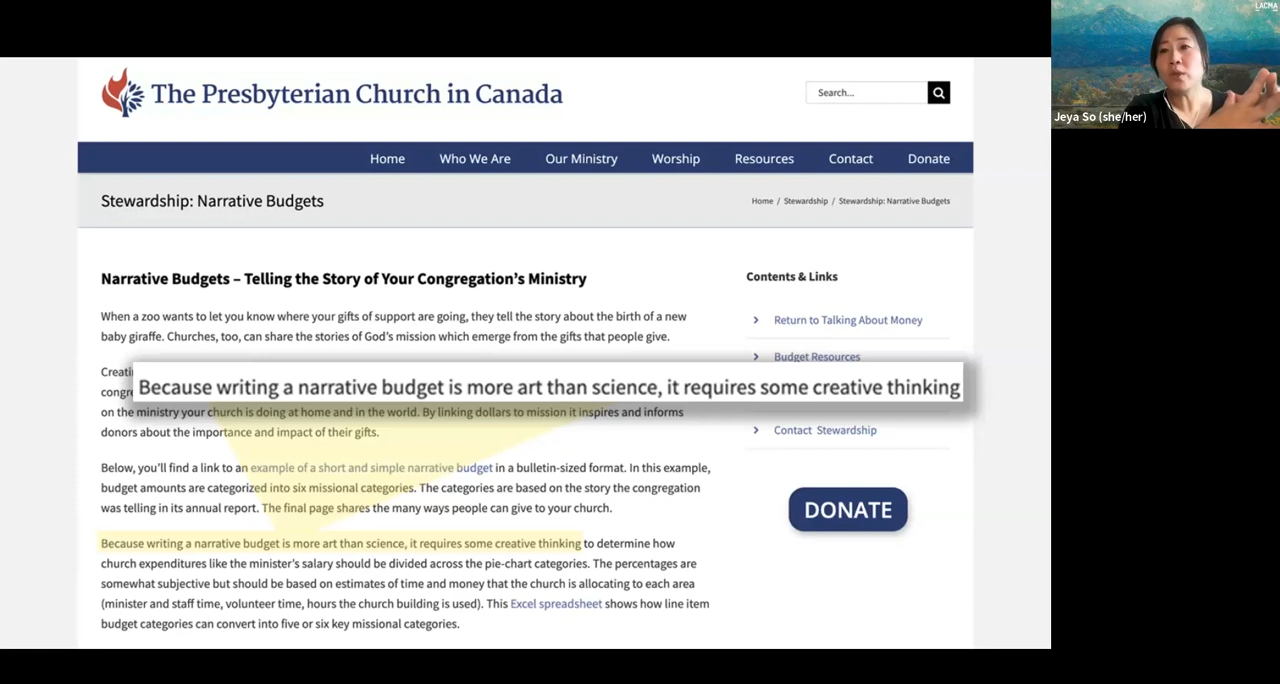 The Presbyterian Church in Canada
Search...
Home Who We Are Our Ministry Worship Resources Contact Donate
Stewardship: Narrative Budgets
Home / Stewardship / Stewardship: Narrative Budgets
Narrative Budgets – Telling the Story of Your Congregation's Ministry
When a zoo wants to let you know where your gifts of support are going, they tell the story about the birth of a new
baby giraffe. Churches, too, can share the stories of God's mission which emerge from the gifts that people give.
Because writing a narrative budget is more art than science, it requires some creative thinking
on the ministry your church is doing at home and in the world. By linking dollars to mission it inspires and informs
donors about the importance and impact of their gifts.
Below, you'll find a link to an example of a short and simple narrative budget in a bulletin-sized format. In this example,
budget amounts are categorized into six missional categories. The categories are based on the story the congregation
was telling in its annual report. The final page shares the many ways people can give to your church.
Because writing a narrative budget is more art than science, it requires some creative thinking to determine how
church expenditures like the minister's salary should be divided across the pie-chart categories. The percentages are
somewhat subjective but should be based on estimates of time and money that the church is allocating to each area
(minister and staff time, volunteer time, hours the church building is used). This Excel spreadsheet shows how line item
budget categories can convert into five or six key missional categories.
Contents & Links
Return to Talking About Money
Budget Resources
Contact Stewardship
DONATE
LACMA
Jeya So (she/her)